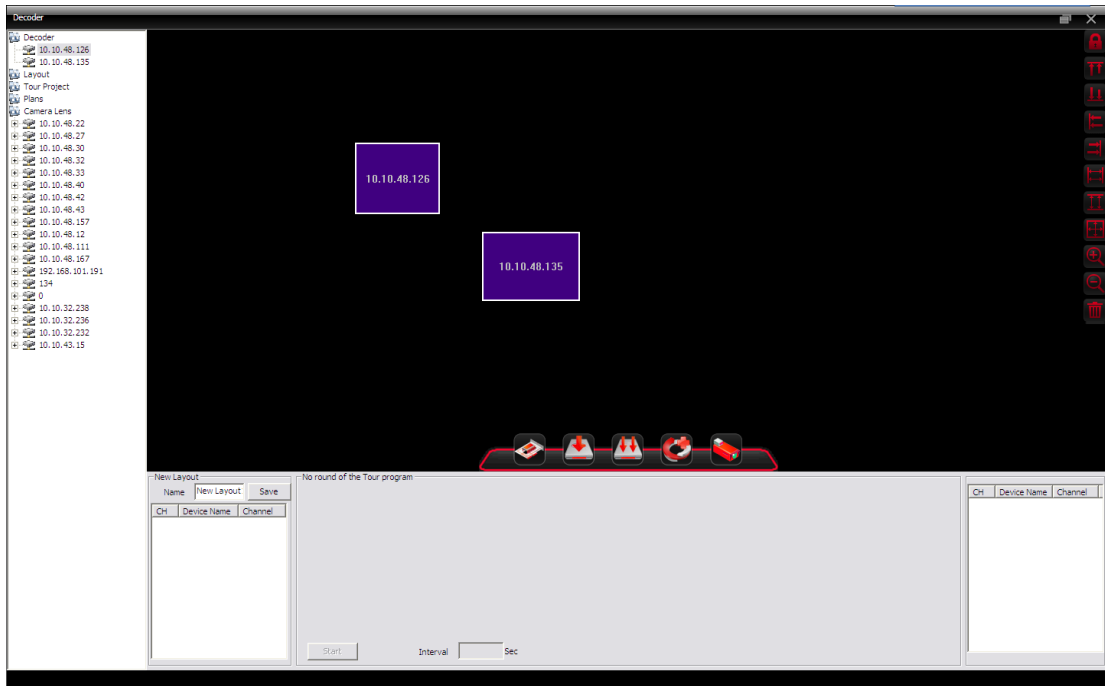 Decoder
Decoder
10.10.48.126
10.10.48.135
Layout
Tour Project
Plans
Camera Lens
10.10.48.22
10.10.48.27
10.10.48.30
10.10.48.32
10.10.48.33
10.10.48.40
10.10.48.42
10.10.48.43
10.10.48.157
10.10.48.12
10.10.48.111
10.10.48.167
192.168.101.191
134
0
10.10.32.238
10.10.32.236
10.10.32.232
10.10.43.15
10.10.48.126
10.10.48.135
New Layout
Name New Layout Save
CH Device Name Channel
No round of the Tour program
Start Interval Sec
CH Device Name Channel